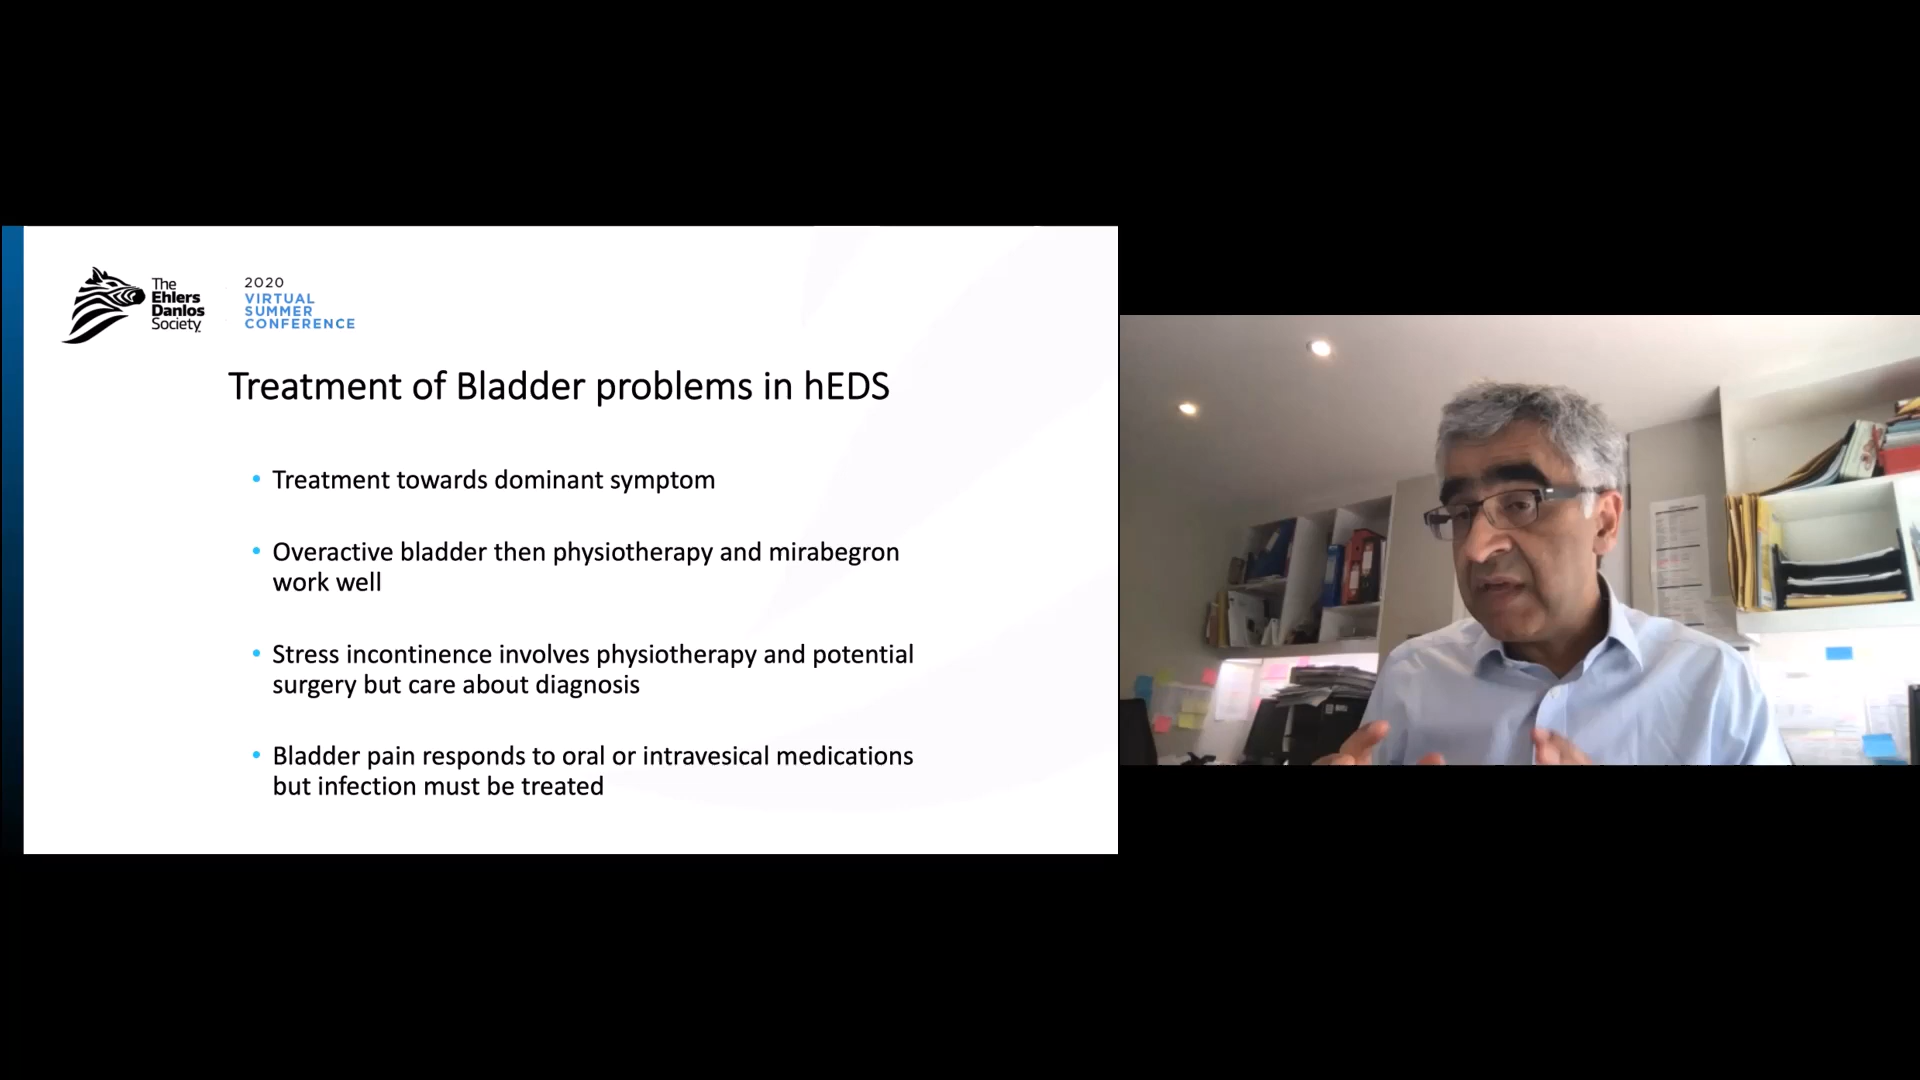 The
Ehlers
Danlos
Society
2020
VIRTUAL
SUMMER
CONFERENCE
Treatment of Bladder problems in hEDS
• Treatment towards dominant symptom
• Overactive bladder then physiotherapy and mirabegron
work well
• Stress incontinence involves physiotherapy and potential
surgery but care about diagnosis
• Bladder pain responds to oral or intravesical medications
but infection must be treated